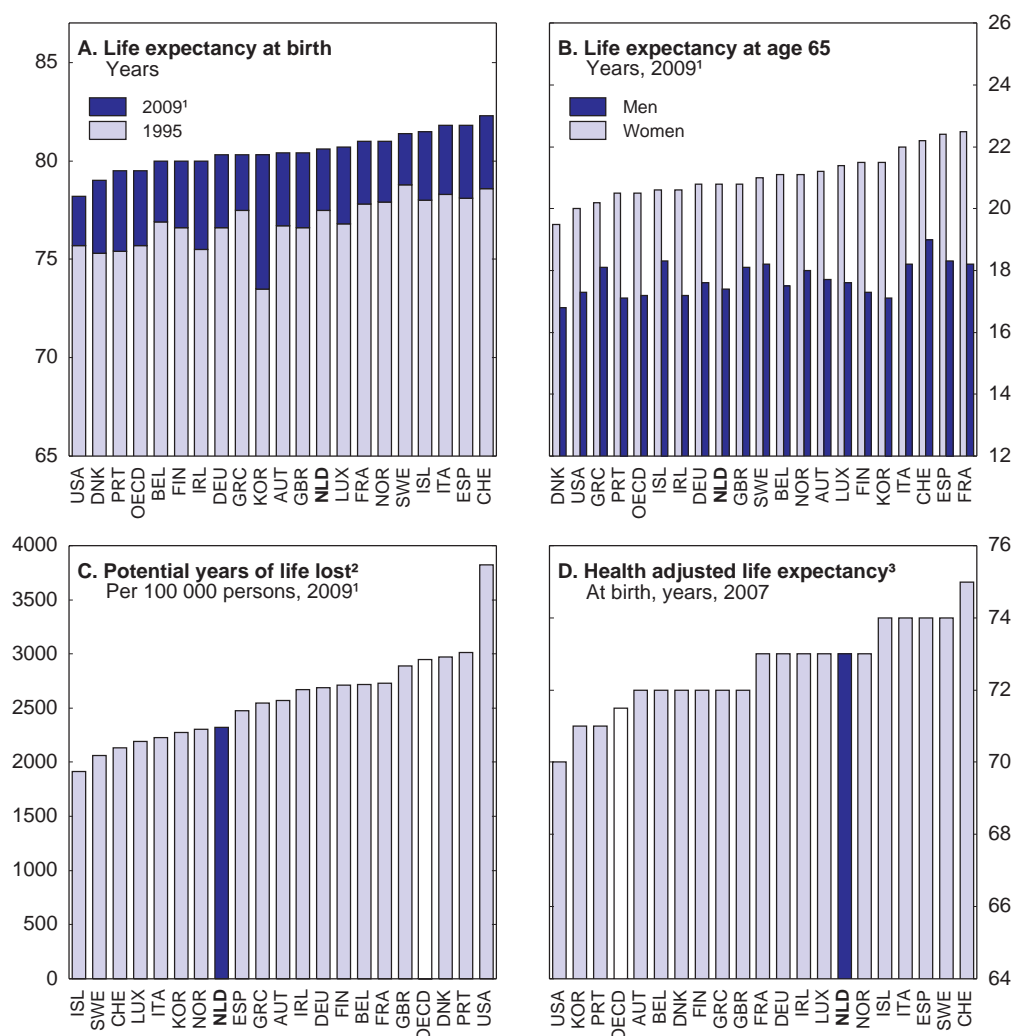 A. Life expectancy at birth
Years
2009¹
1995
85
80
75
70
65
USA DNK PRT OECD BEL FIN IRL DEU GRC KOR AUT GBR NLD LUX FRA NOR SWE ISL ITA ESP CHE
B. Life expectancy at age 65
Years, 2009¹
Men
Women
26
24
22
20
18
16
14
12
DNK USA GRC PRT OECD ISL IRL DEU NLD GBR SWE BEL NOR AUT LUX FIN KOR ITA CHE ESP FRA
C. Potential years of life lost²
Per 100 000 persons, 2009¹
4000
3500
3000
2500
2000
1500
1000
500
0
ISL SWE CHE LUX ITA KOR NOR NLD ESP GRC AUT IRL DEU FIN BEL FRA GBR OECD DNK PRT USA
D. Health adjusted life expectancy³
At birth, years, 2007
76
74
72
70
68
66
64
USA KOR PRT OECD AUT BEL DNK FIN GRC GBR FRA DEU IRL LUX NLD NOR ISL ITA ESP SWE CHE